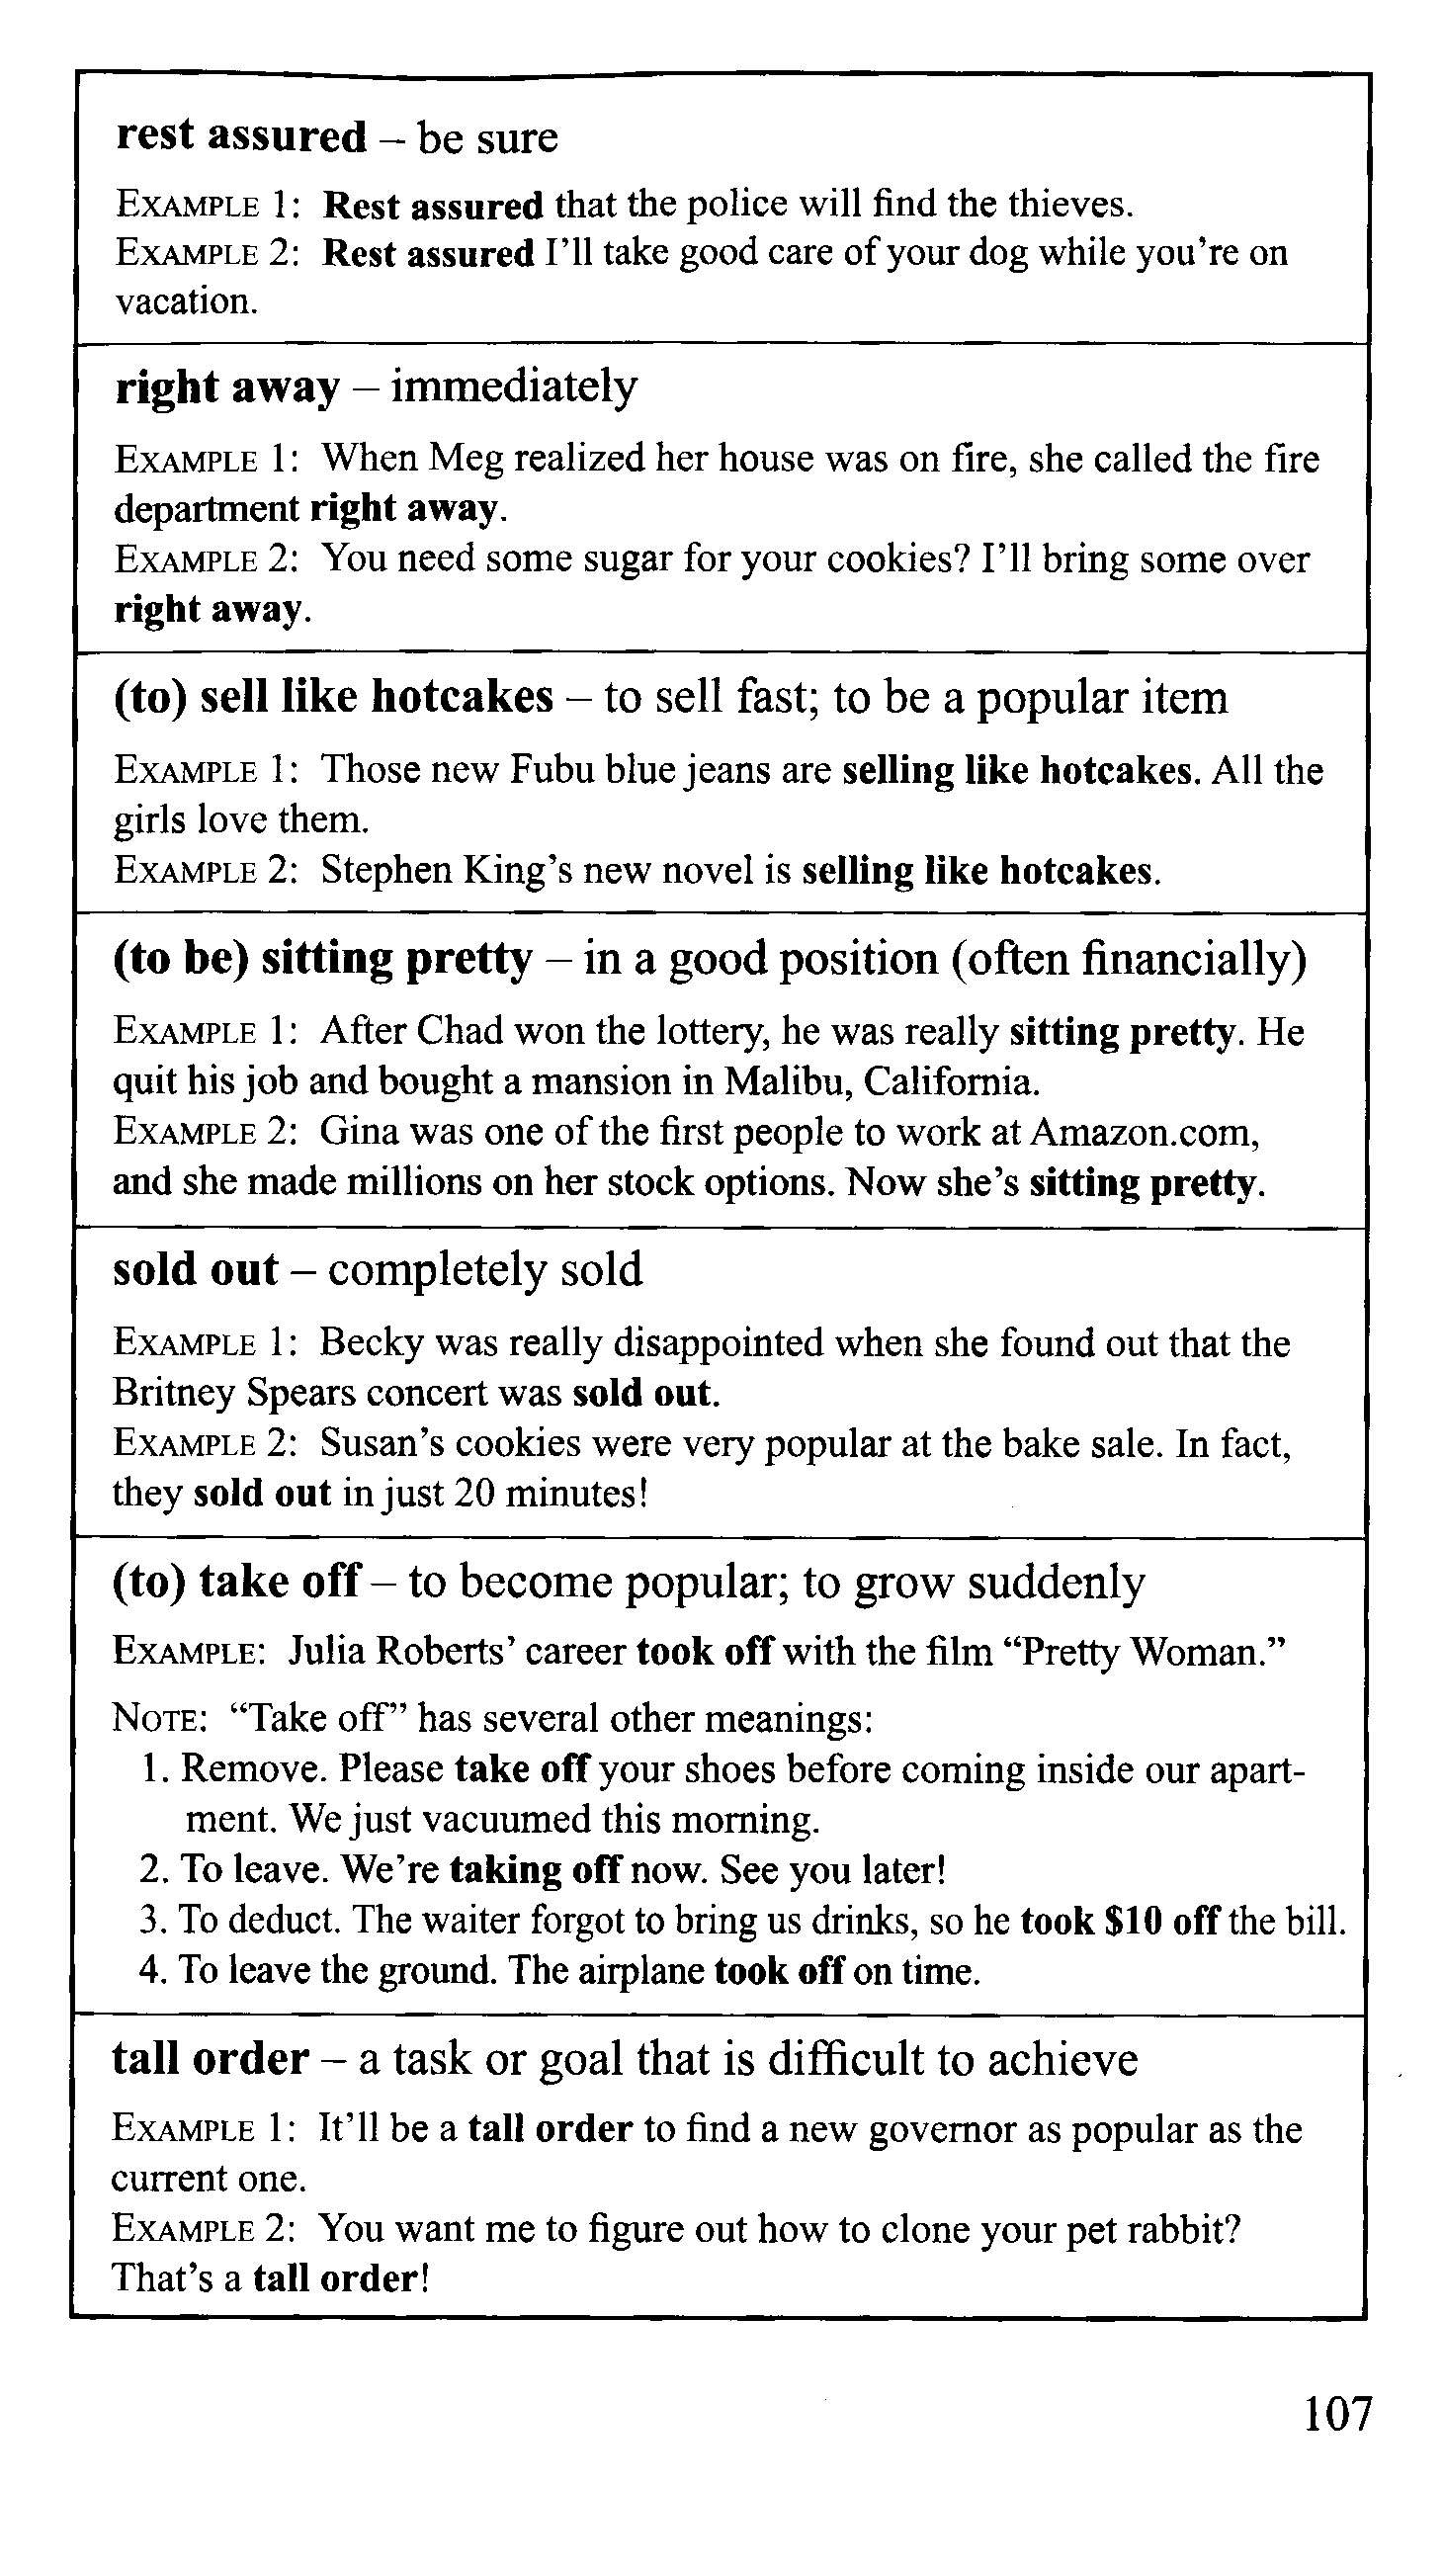 rest assured – be sure
EXAMPLE 1: Rest assured that the police will find the thieves.
EXAMPLE 2: Rest assured I'll take good care of your dog while you're on
vacation.
right away – immediately
EXAMPLE 1: When Meg realized her house was on fire, she called the fire
department right away.
EXAMPLE 2: You need some sugar for your cookies? I'll bring some over
right away.
(to) sell like hotcakes – to sell fast; to be a popular item
EXAMPLE 1: Those new Fubu blue jeans are selling like hotcakes. All the
girls love them.
EXAMPLE 2: Stephen King's new novel is selling like hotcakes.
(to be) sitting pretty – in a good position (often financially)
EXAMPLE 1: After Chad won the lottery, he was really sitting pretty. He
quit his job and bought a mansion in Malibu, California.
EXAMPLE 2: Gina was one of the first people to work at Amazon.com,
and she made millions on her stock options. Now she's sitting pretty.
sold out – completely sold
EXAMPLE 1: Becky was really disappointed when she found out that the
Britney Spears concert was sold out.
EXAMPLE 2: Susan's cookies were very popular at the bake sale. In fact,
they sold out in just 20 minutes!
(to) take off – to become popular; to grow suddenly
EXAMPLE: Julia Roberts' career took off with the film “Pretty Woman.”
NOTE: “Take off” has several other meanings:
1. Remove. Please take off your shoes before coming inside our apart-
ment. We just vacuumed this morning.
2. To leave. We're taking off now. See you later!
3. To deduct. The waiter forgot to bring us drinks, so he took $10 off the bill.
4. To leave the ground. The airplane took off on time.
tall order – a task or goal that is difficult to achieve
EXAMPLE 1: It'll be a tall order to find a new governor as popular as the
current one.
EXAMPLE 2: You want me to figure out how to clone your pet rabbit?
That's a tall order!
107